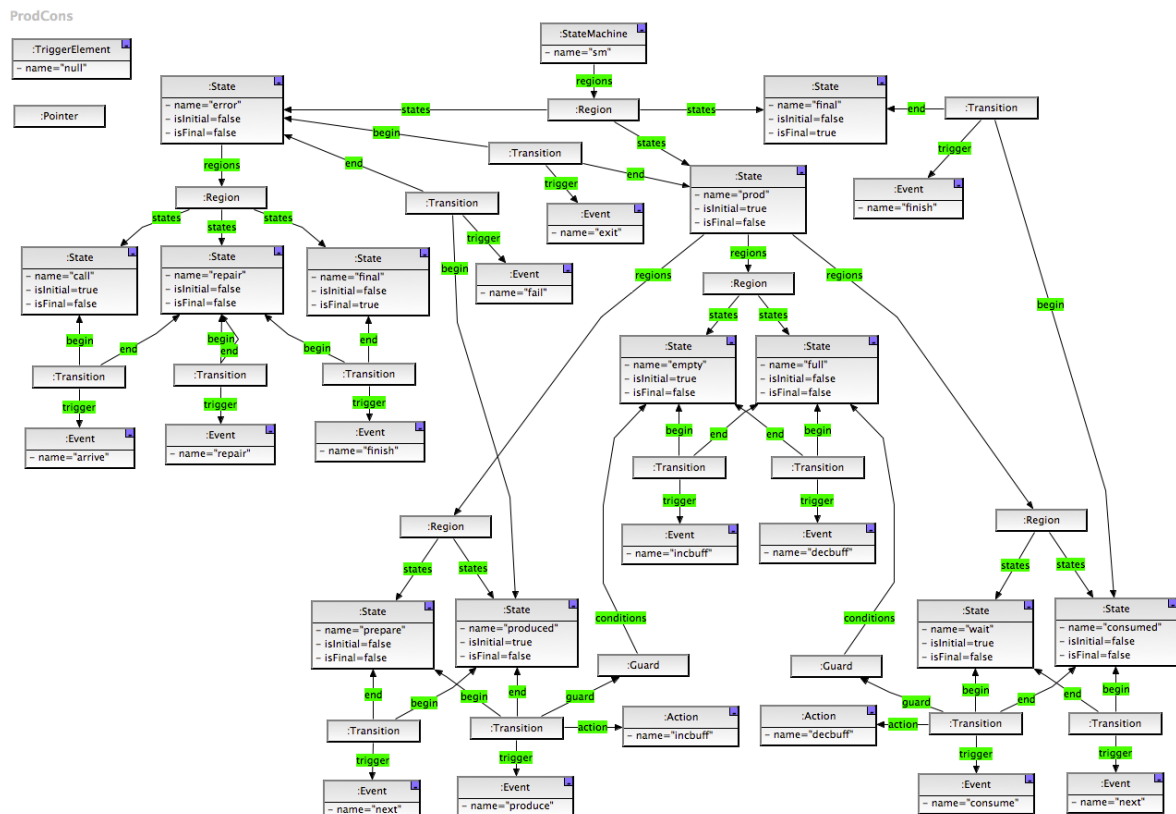 ProdCons
:TriggerElement
– name="null"
:Pointer
:StateMachine
– name="sm"
regions
:Region
states
states
states
:State
– name="error"
– isInitial=false
– isFinal=false
:State
– name="final"
– isInitial=false
– isFinal=true
end
:Transition
begin
:Transition
end
trigger
:Event
– name="exit"
:State
– name="prod"
– isInitial=true
– isFinal=false
trigger
:Event
– name="finish"
begin
regions
:Region
states
states
states
end
:Transition
trigger
:Event
– name="fail"
begin
:State
– name="call"
– isInitial=true
– isFinal=false
:State
– name="repair"
– isInitial=false
– isFinal=false
:State
– name="final"
– isInitial=false
– isFinal=true
begin
end
begin
end
begin
end
:Transition
:Transition
:Transition
trigger
trigger
trigger
:Event
– name="arrive"
:Event
– name="repair"
:Event
– name="finish"
regions
regions
regions
:Region
states
states
:State
– name="empty"
– isInitial=true
– isFinal=false
:State
– name="full"
– isInitial=false
– isFinal=false
begin
end
end
begin
:Transition
:Transition
trigger
trigger
:Event
– name="incbuff"
:Event
– name="decbuff"
:Region
states
states
:State
– name="prepare"
– isInitial=false
– isFinal=false
:State
– name="produced"
– isInitial=true
– isFinal=false
conditions
:Guard
end
begin
begin
end
guard
:Transition
:Transition
action
:Action
– name="incbuff"
trigger
trigger
:Event
– name="next"
:Event
– name="produce"
:Region
states
states
:State
– name="wait"
– isInitial=true
– isFinal=false
:State
– name="consumed"
– isInitial=false
– isFinal=false
conditions
:Guard
guard
begin
end
end
begin
:Action
– name="decbuff"
action
:Transition
:Transition
trigger
trigger
:Event
– name="consume"
:Event
– name="next"